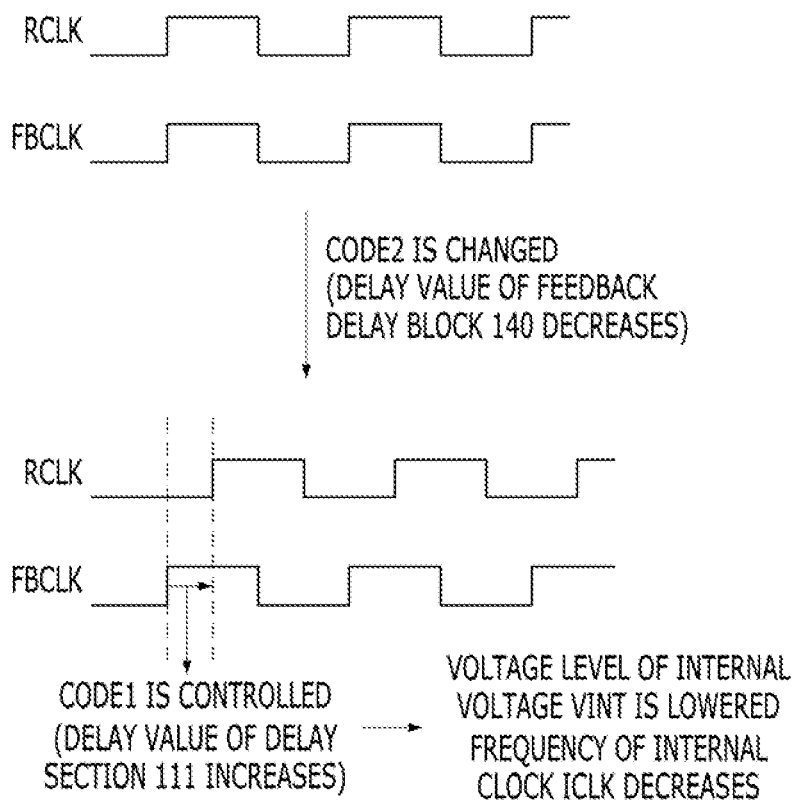 RCLK
FBCLK
CODE2 IS CHANGED
(DELAY VALUE OF FEEDBACK
DELAY BLOCK 140 DECREASES)
RCLK
FBCLK
CODE1 IS CONTROLLED
(DELAY VALUE OF DELAY
SECTION 111 INCREASES)
VOLTAGE LEVEL OF INTERNAL
VOLTAGE VINT IS LOWERED
FREQUENCY OF INTERNAL
CLOCK ICLK DECREASES